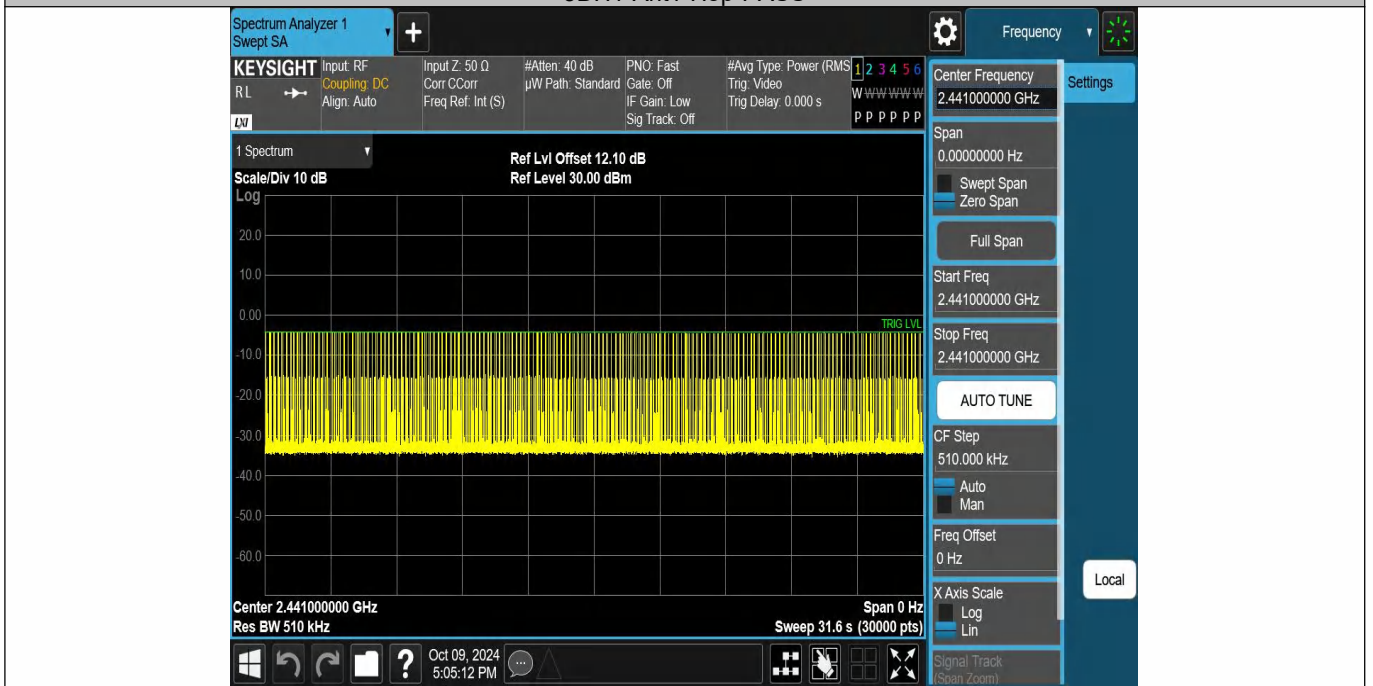 Spectrum Analyzer 1
Swept SA
+
Frequency
KEYSIGHT
RL
LXI
Input: RF
Coupling: DC
Align: Auto
Input Z: 50 Ω
Corr CCorr
Freq Ref: Int (S)
#Atten: 40 dB
µW Path: Standard
PNO: Fast
Gate: Off
IF Gain: Low
Sig Track: Off
#Avg Type: Power (RMS
Trig: Video
Trig Delay: 0.000 s
1 2 3 4 5 6
W W W W W W
P P P P P P
Center Frequency
2.441000000 GHz
Settings
Span
0.00000000 Hz
Swept Span
Zero Span
Full Span
Start Freq
2.441000000 GHz
Stop Freq
2.441000000 GHz
AUTO TUNE
CF Step
510.000 kHz
Auto
Man
Freq Offset
0 Hz
X Axis Scale
Log
Lin
Signal Track
(Span Zoom)
Local
1 Spectrum
Scale/Div 10 dB
Ref Lvl Offset 12.10 dB
Ref Level 30.00 dBm
Log
20.0
10.0
0.00
TRIG LVL
-10.0
-20.0
-30.0
-40.0
-50.0
-60.0
Center 2.441000000 GHz
Span 0 Hz
Res BW 510 kHz
Sweep 31.6 s (30000 pts)
?
Oct 09, 2024
5:05:12 PM